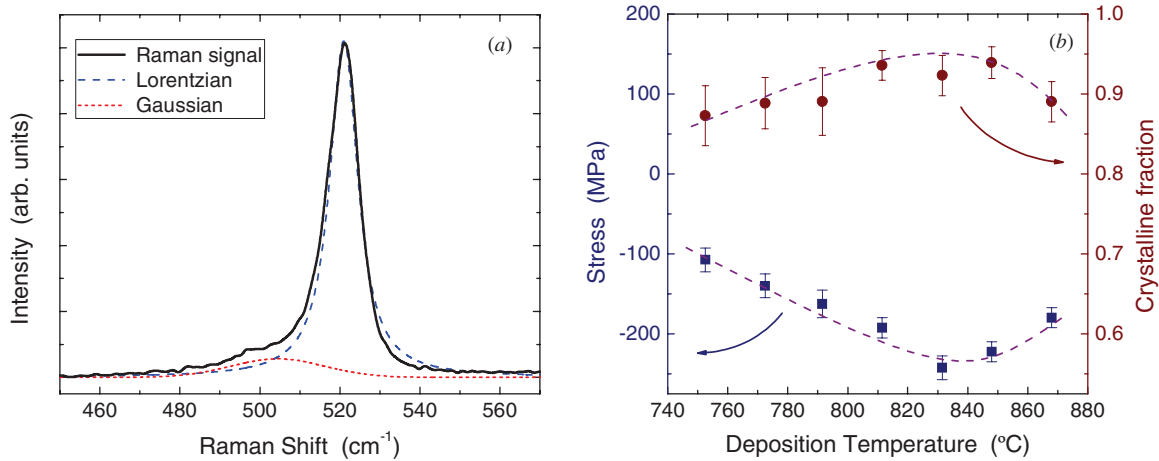 (a)
Raman signal
Lorentzian
Gaussian
Intensity (arb. units)
460 480 500 520 540 560
Raman Shift (cm-1)
(b)
Stress (MPa)
200
150
100
50
0
-100
-200
Crystalline fraction
1.0
0.9
0.8
0.7
0.6
740 760 780 800 820 840 860 880
Deposition Temperature (ºC)